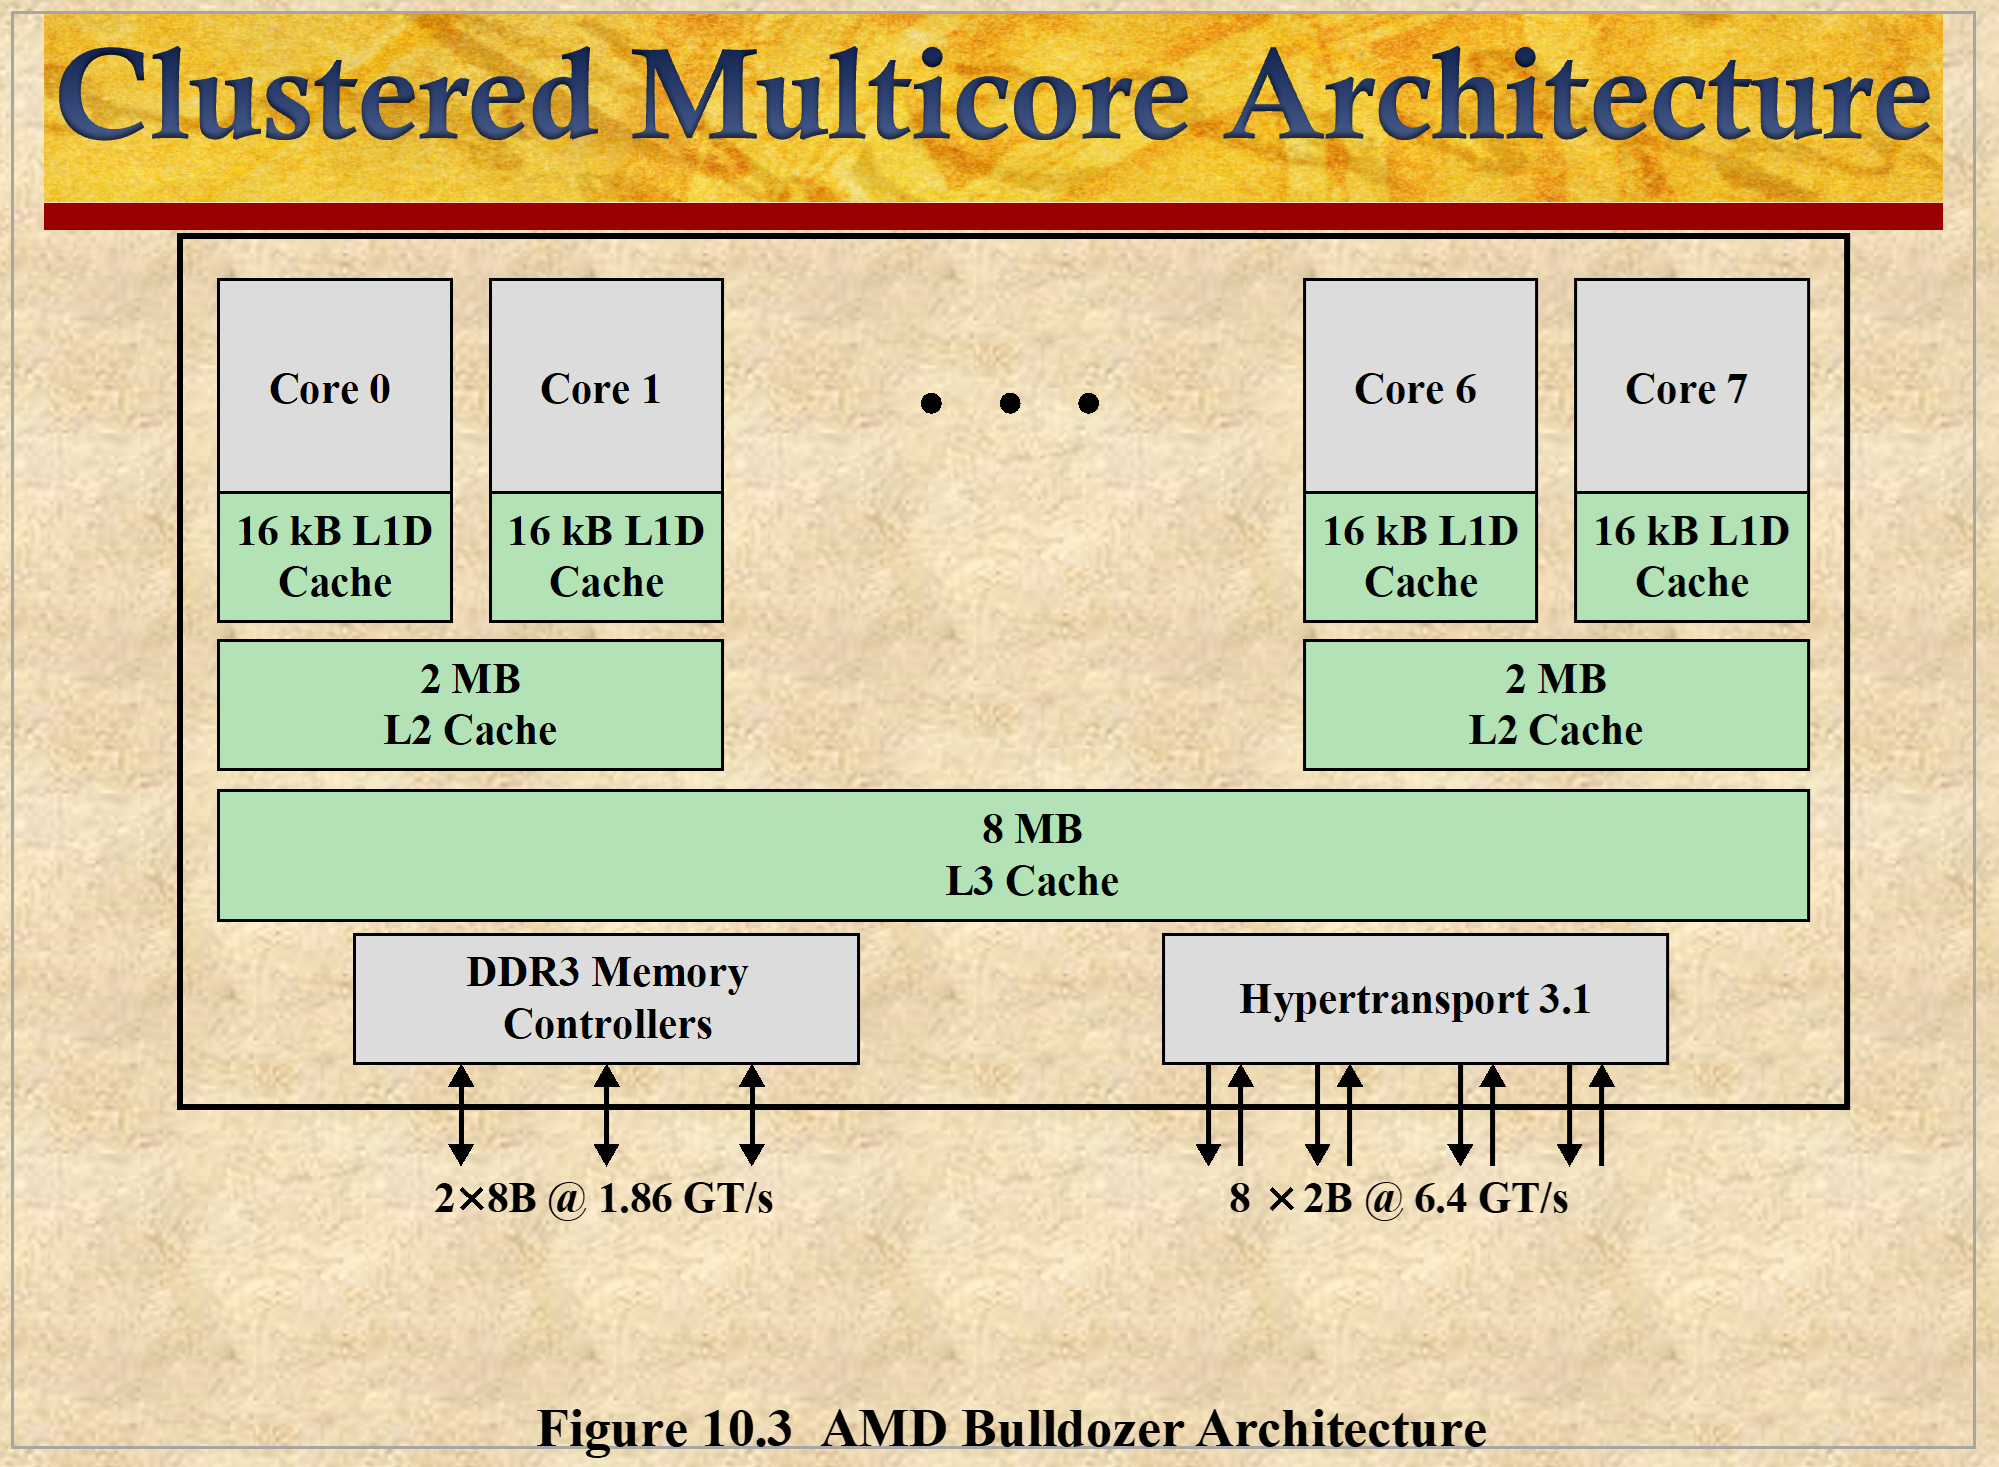 Clustered Multicore Architecture
Core 0
Core 1
Core 6
Core 7
16 kB L1D
Cache
16 kB L1D
Cache
16 kB L1D
Cache
16 kB L1D
Cache
2 MB
L2 Cache
2 MB
L2 Cache
8 MB
L3 Cache
DDR3 Memory
Controllers
Hypertransport 3.1
2×8B @ 1.86 GT/s
8 × 2B @ 6.4 GT/s
Figure 10.3 AMD Bulldozer Architecture